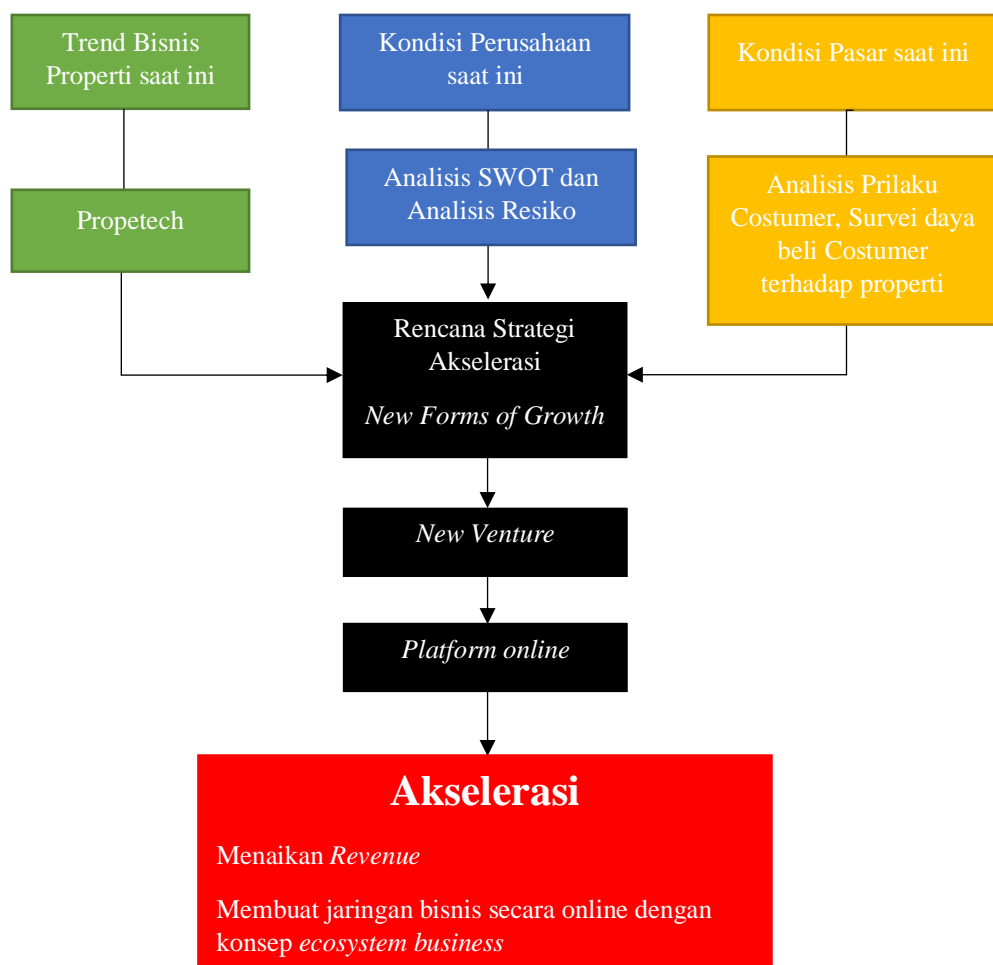 Trend Bisnis
Properti saat ini
Kondisi Perusahaan
saat ini
Kondisi Pasar saat ini
Propetech
Analisis SWOT dan
Analisis Resiko
Analisis Prilaku
Costumer, Survei daya
beli Costumer
terhadap properti
Rencana Strategi
Akselerasi
New Forms of Growth
New Venture
Platform online
Akselerasi
Menaikan Revenue
Membuat jaringan bisnis secara online dengan
konsep ecosystem business